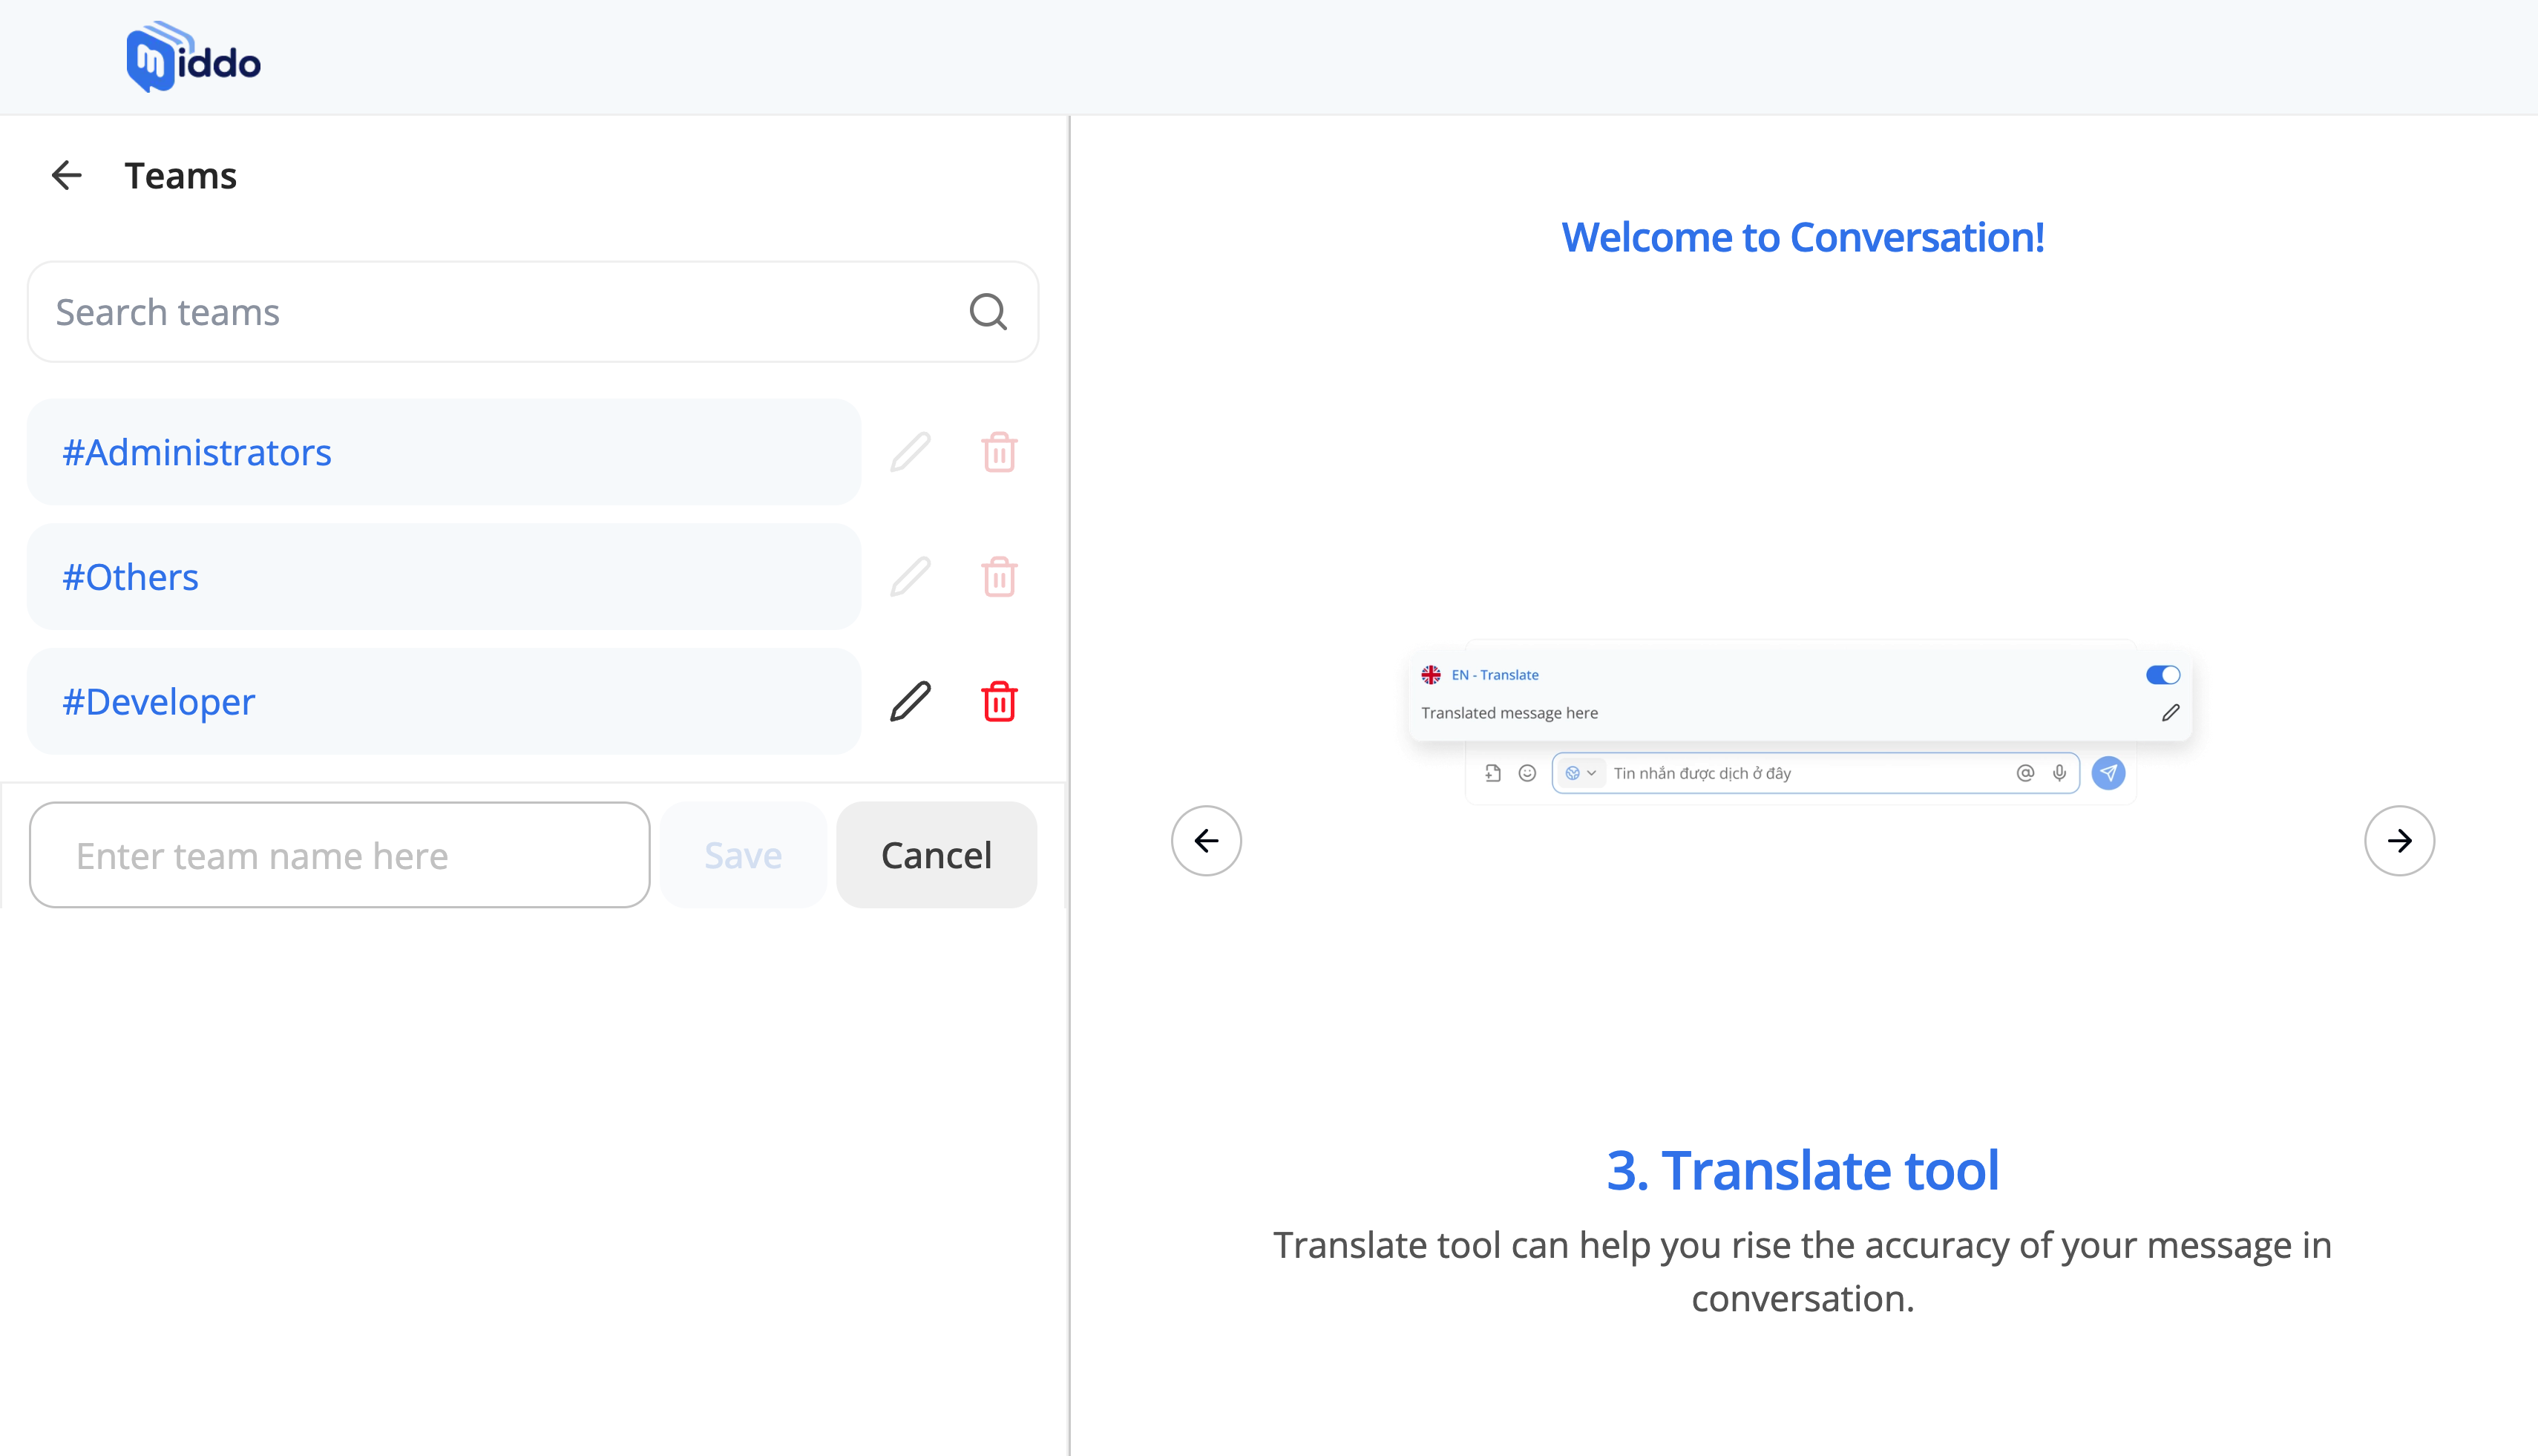 middo
Teams
Search teams
#Administrators
#Others
#Developer
Enter team name here
Save
Cancel
Welcome to Conversation!
EN - Translate
Translated message here
Tin nhắn được dịch ở đây
3. Translate tool
Translate tool can help you rise the accuracy of your message in
conversation.